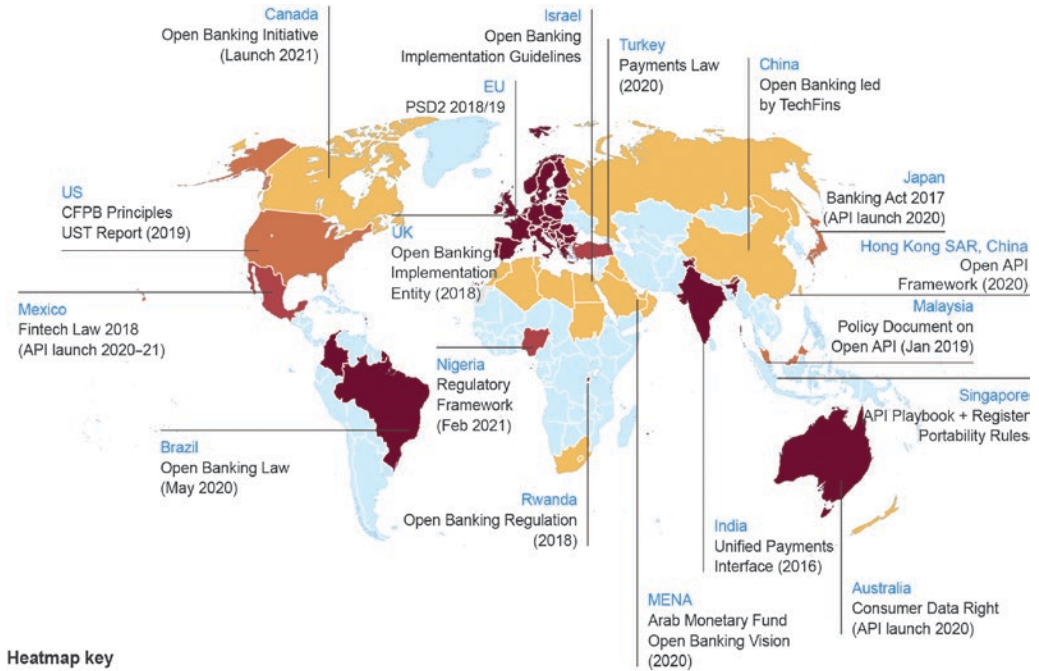 Canada
Open Banking Initiative
(Launch 2021)
Israel
Open Banking
Implementation Guidelines
Turkey
Payments Law
(2020)
China
Open Banking led
by TechFins
EU
PSD2 2018/19
US
CFPB Principles
UST Report (2019)
UK
Open Banking
Implementation
Entity (2018)
Japan
Banking Act 2017
(API launch 2020)
Hong Kong SAR, China
Open API
Framework (2020)
Mexico
Fintech Law 2018
(API launch 2020–21)
Malaysia
Policy Document on
Open API (Jan 2019)
Nigeria
Regulatory
Framework
(Feb 2021)
Singapore
API Playbook + Register
Portability Rules
Brazil
Open Banking Law
(May 2020)
Rwanda
Open Banking Regulation
(2018)
India
Unified Payments
Interface (2016)
MENA
Arab Monetary Fund
Open Banking Vision
(2020)
Australia
Consumer Data Right
(API launch 2020)
Heatmap key